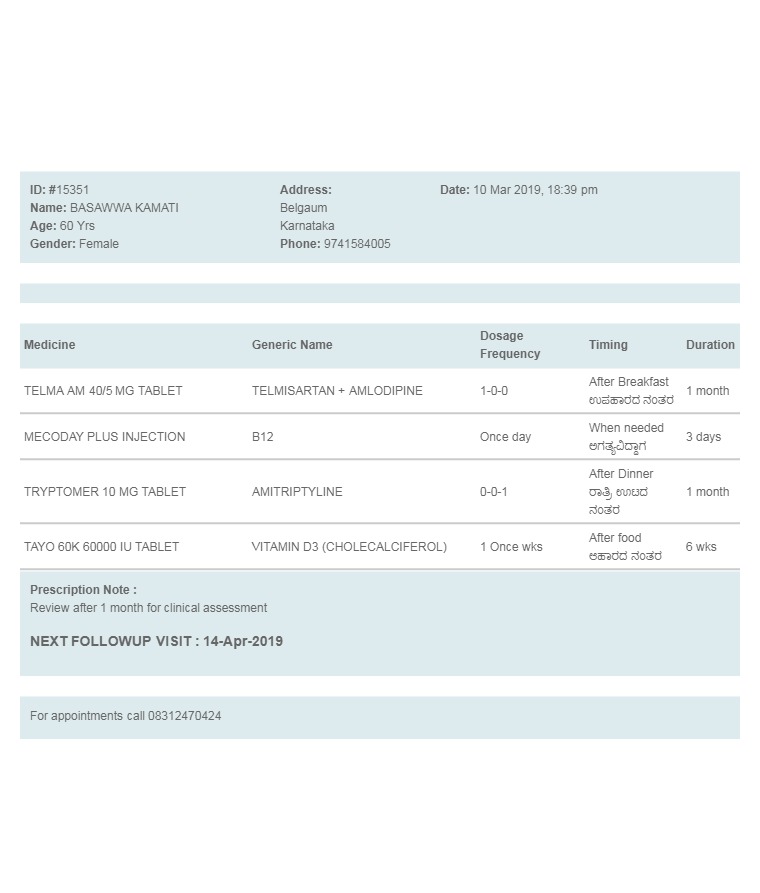 ID: #15351
Name: BASAWWA KAMATI
Age: 60 Yrs
Gender: Female
Address:
Belgaum
Karnataka
Phone: 9741584005
Date: 10 Mar 2019, 18:39 pm
Medicine Generic Name Dosage Frequency Timing Duration
TELMA AM 40/5 MG TABLET TELMISARTAN + AMLODIPINE 1-0-0 After Breakfast 1 month
ಉಪಹಾರದ ನಂತರ
MECODAY PLUS INJECTION B12 Once day When needed 3 days
ಅಗತ್ಯವಿದ್ದಾಗ
TRYPTOMER 10 MG TABLET AMITRIPTYLINE 0-0-1 After Dinner 1 month
ರಾತ್ರಿ ಊಟದ
ನಂತರ
TAYO 60K 60000 IU TABLET VITAMIN D3 (CHOLECALCIFEROL) 1 Once wks After food 6 wks
ಆಹಾರದ ನಂತರ
Prescription Note :
Review after 1 month for clinical assessment
NEXT FOLLOWUP VISIT : 14-Apr-2019
For appointments call 08312470424